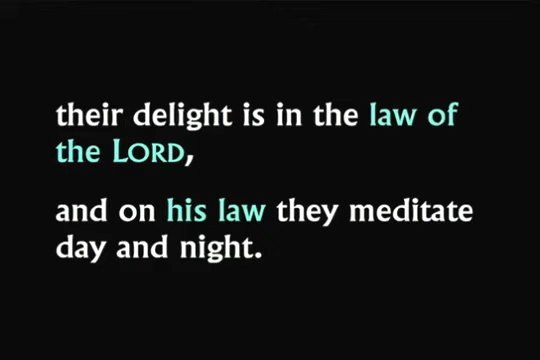 their delight is in the law of
the LORD,
and on his law they meditate
day and night.